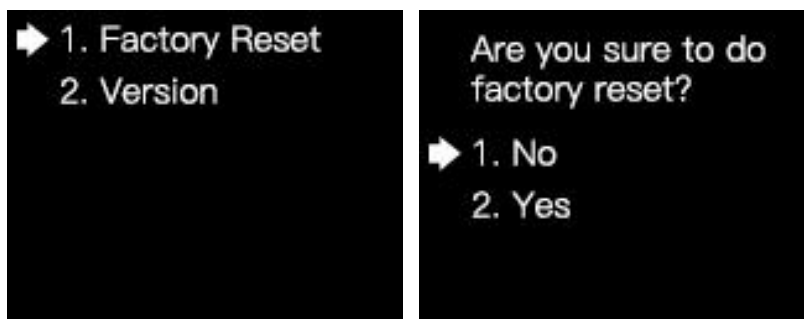 1. Factory Reset
2. Version
Are you sure to do
factory reset?
1. No
2. Yes